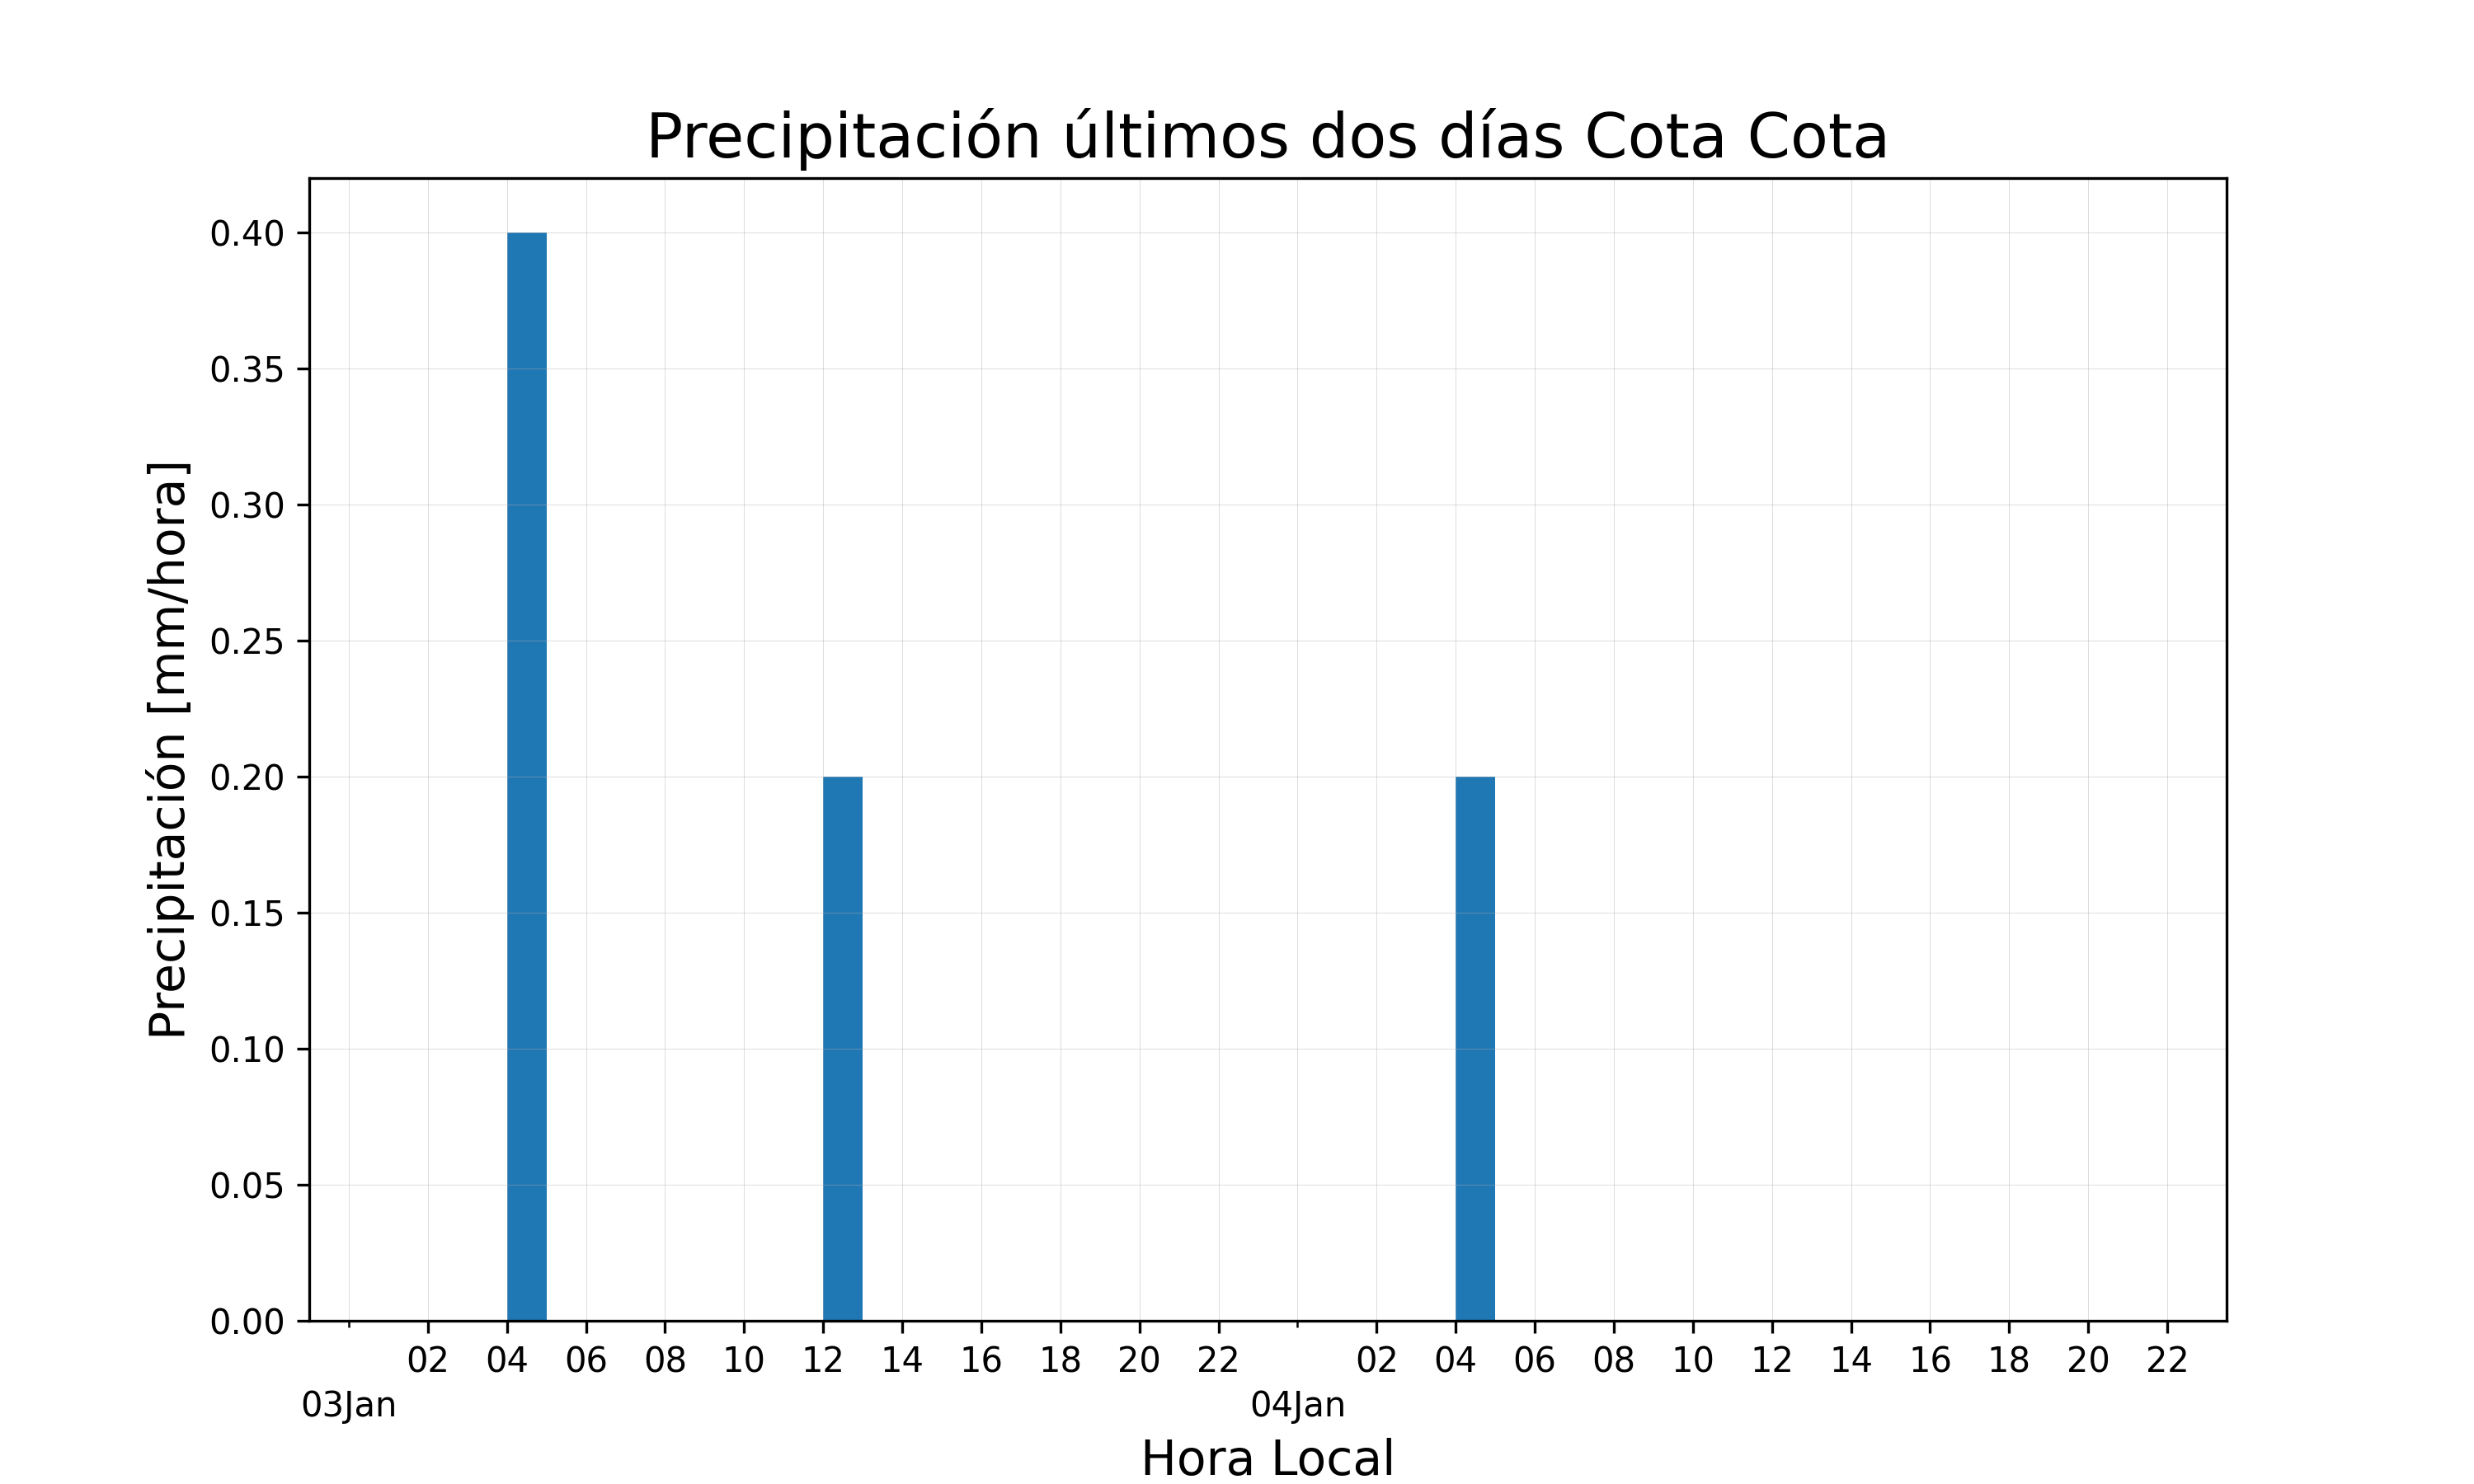 Precipitación últimos dos días Cota Cota
Precipitación [mm/hora]
0.40
0.35
0.30
0.25
0.20
0.15
0.10
0.05
0.00
02 04 06 08 10 12 14 16 18 20 22 02 04 06 08 10 12 14 16 18 20 22
03Jan 04Jan
Hora Local